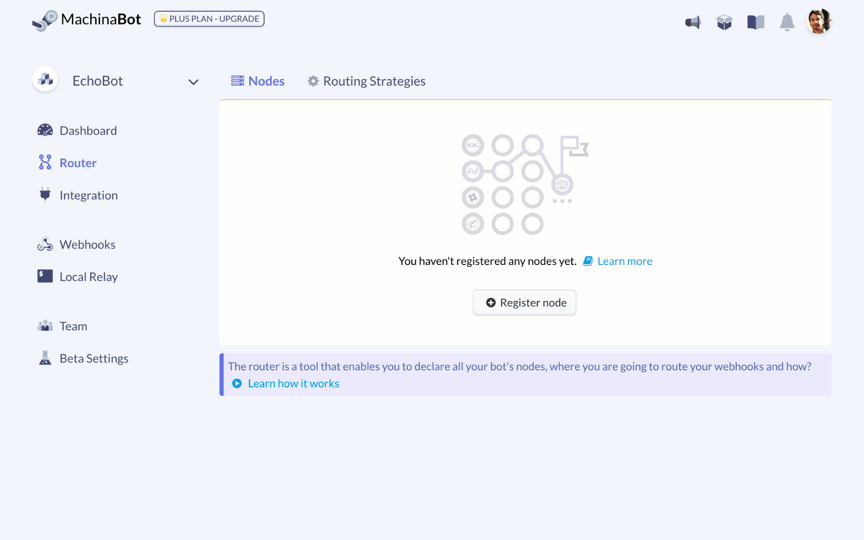 MachinaBot
PLUS PLAN - UPGRADE
EchoBot
Nodes
Routing Strategies
Dashboard
Router
Integration
Webhooks
Local Relay
Team
Beta Settings
You haven't registered any nodes yet. Learn more
Register node
The router is a tool that enables you to declare all your bot's nodes, where you are going to route your webhooks and how?
Learn how it works